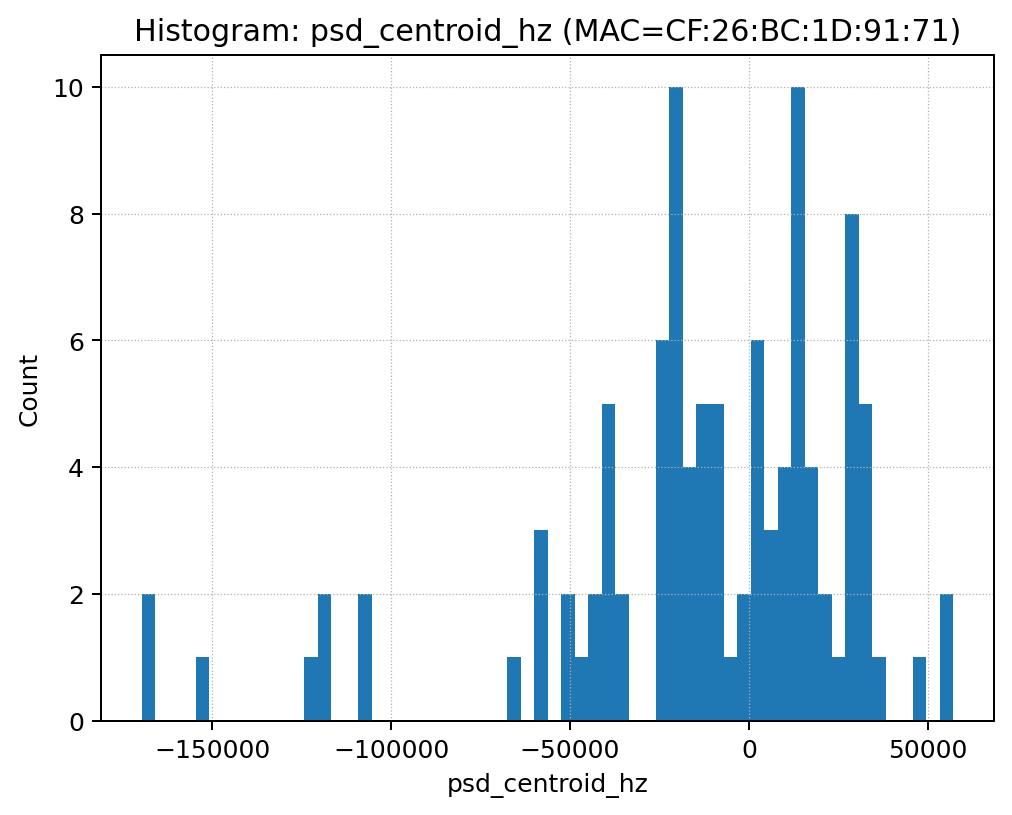 Histogram: psd_centroid_hz (MAC=CF:26:BC:1D:91:71)
10
8
6
4
2
0
Count
−150000 −100000 −50000 0 50000
psd_centroid_hz